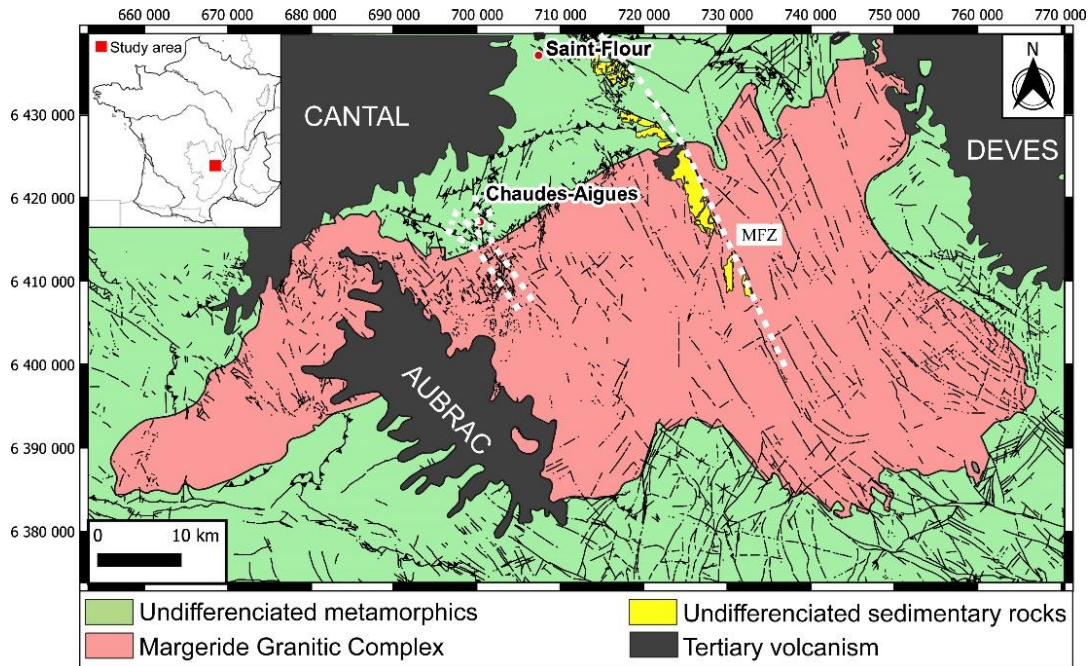 660 000 670 000 680 000 690 000 700 000 710 000 720 000 730 000 740 000 750 000 760 000 770 000
Study area
Saint-Flour
N
6 430 000
CANTAL
DEVES
6 420 000
Chaudes-Aigues
MFZ
6 410 000
6 400 000
AUBRAC
6 390 000
6 380 000
0 10 km
Undifferenciated metamorphics
Undifferenciated sedimentary rocks
Margeride Granitic Complex
Tertiary volcanism